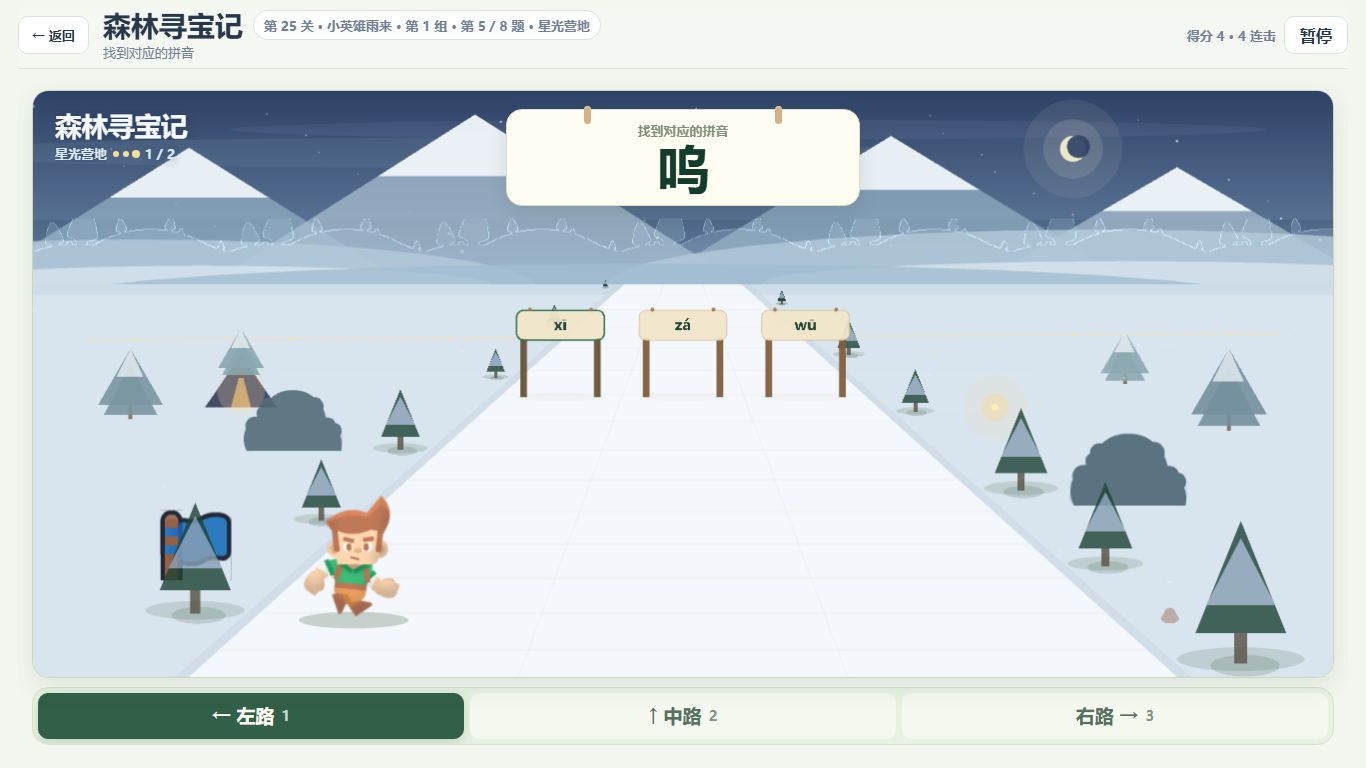 ← 返回
森林寻宝记
第 25 关 • 小英雄雨来 • 第 1 组 • 第 5 / 8 题 • 星光营地
找到对应的拼音
得分 4 • 4 连击
暂停
森林寻宝记
星光营地 1 / 2
找到对应的拼音
呜
xī
zá
wū
← 左路 1
↑ 中路 2
右路 → 3